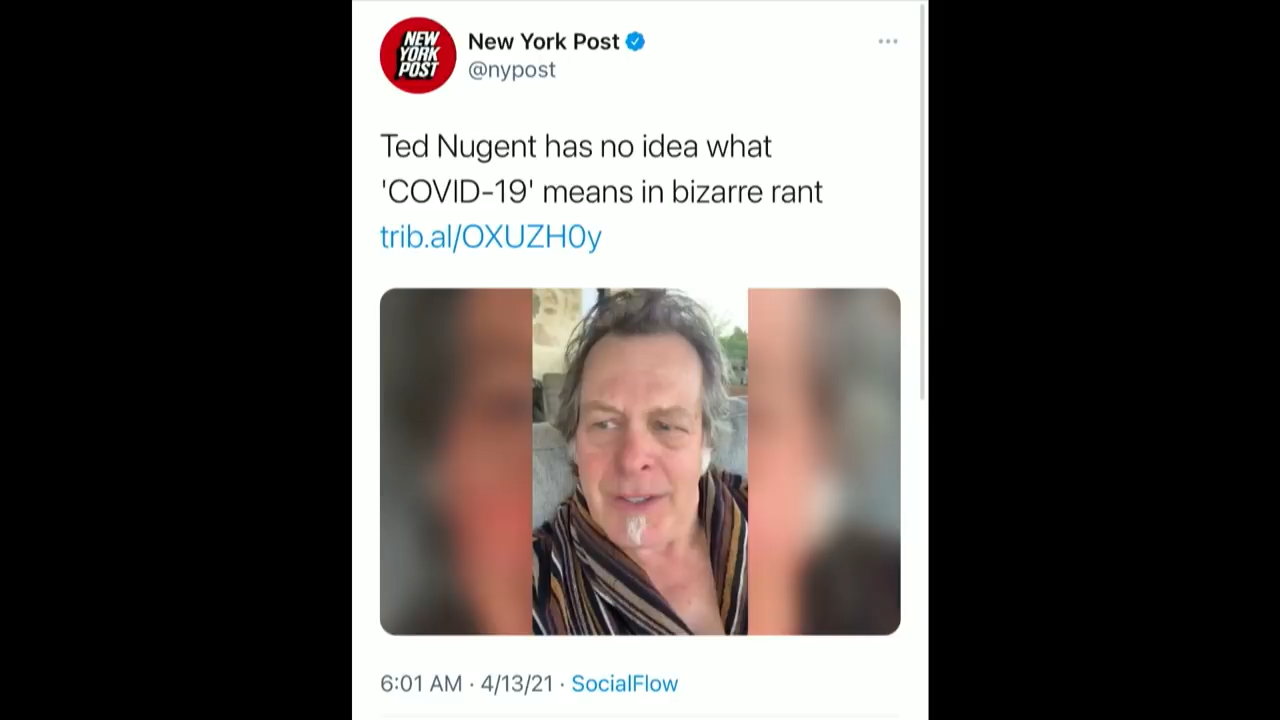 NEW
YORK
POST
New York Post
@nypost
Ted Nugent has no idea what
'COVID-19' means in bizarre rant
trib.al/OXUZH0y
6:01 AM · 4/13/21 · SocialFlow